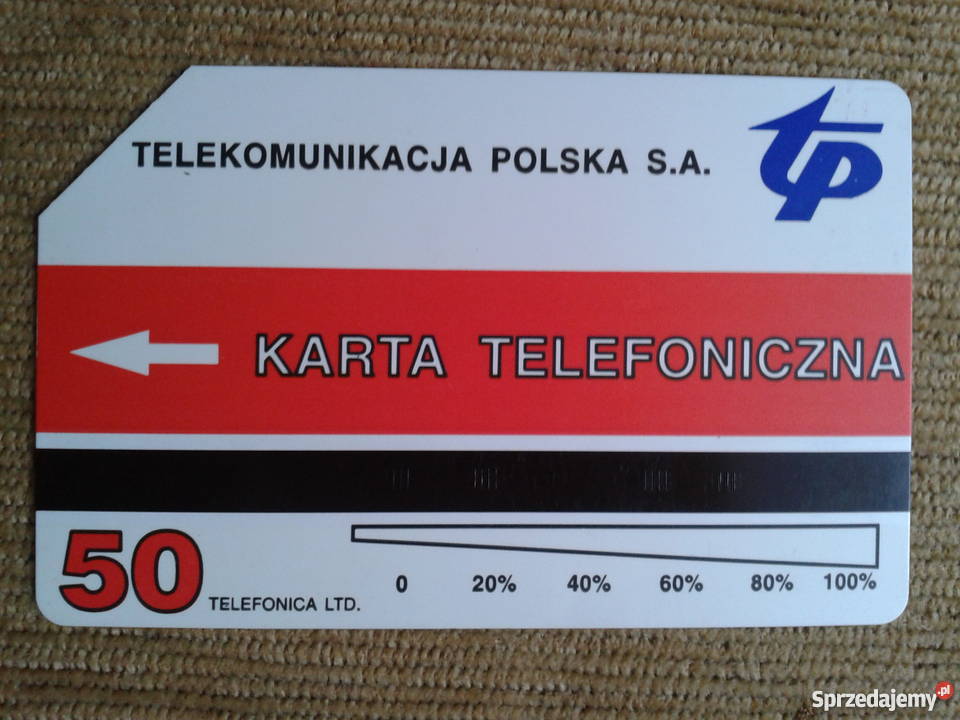 TELEKOMUNIKACJA POLSKA S.A.
tp
KARTA TELEFONICZNA
50
TELEFONICA LTD.
0 20% 40% 60% 80% 100%
Sprzedajemy.pl